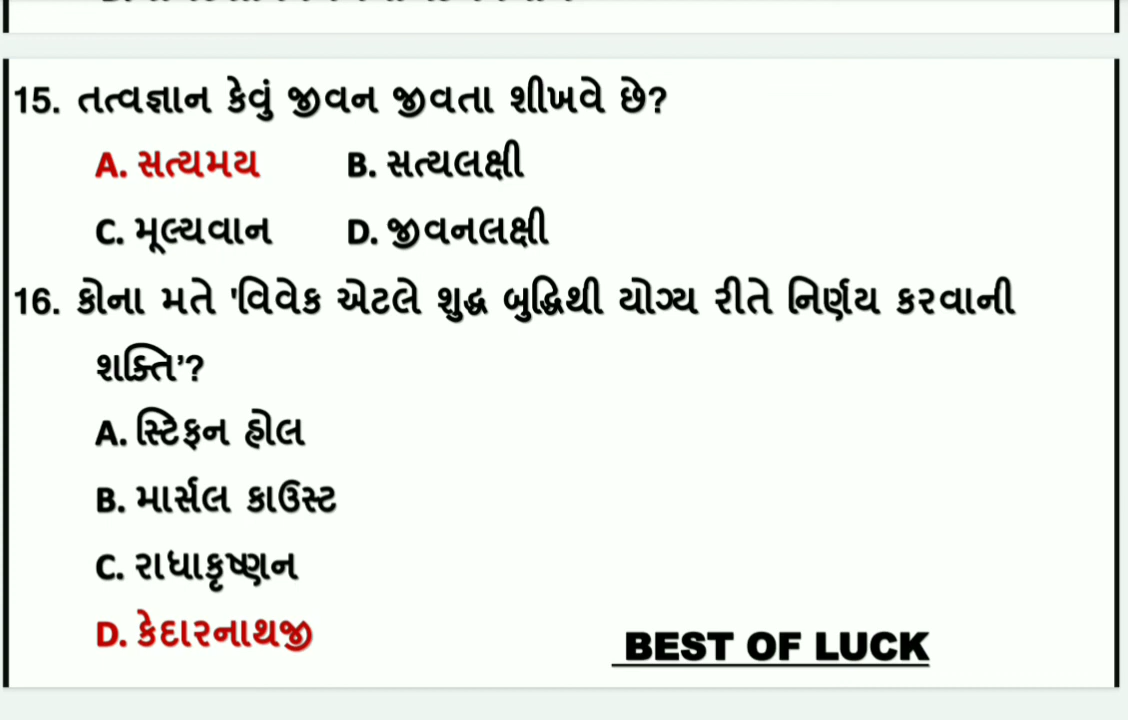 15. તત્વજ્ઞાન કેવું જીવન જીવતા શીખવે છે?
A. સત્યમય B. સત્યલક્ષી
C. મૂલ્યવાન D. જીવનલક્ષી
16. કોના મતે 'વિવેક એટલે શુદ્ધ બુદ્ધિથી યોગ્ય રીતે નિર્ણય કરવાની
શક્તિ'?
A. સ્ટિફન હોલ
B. માર્સલ કાઉસ્ટ
C. રાધાકૃષ્ણન
D. કેદારનાથજી
BEST OF LUCK